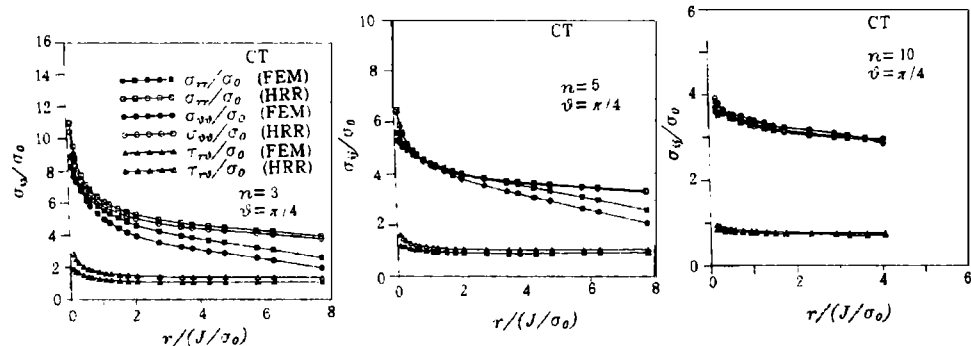 CT
σrr/σ0 (FEM)
σrr/σ0 (HRR)
σϑϑ/σ0 (FEM)
σϑϑ/σ0 (HRR)
τrϑ/σ0 (FEM)
τrϑ/σ0 (HRR)
n = 3
ϑ = π/4
σij/σ0
16
14
12
10
8
6
4
2
0
0 2 4 6 8
r/(J/σ0)
CT
n = 5
ϑ = π/4
σij/σ0
10
8
6
4
2
0
0 2 4 6 8
r/(J/σ0)
CT
n = 10
ϑ = π/4
σij/σ0
6
4
2
0
0 2 4 6
r/(J/σ0)